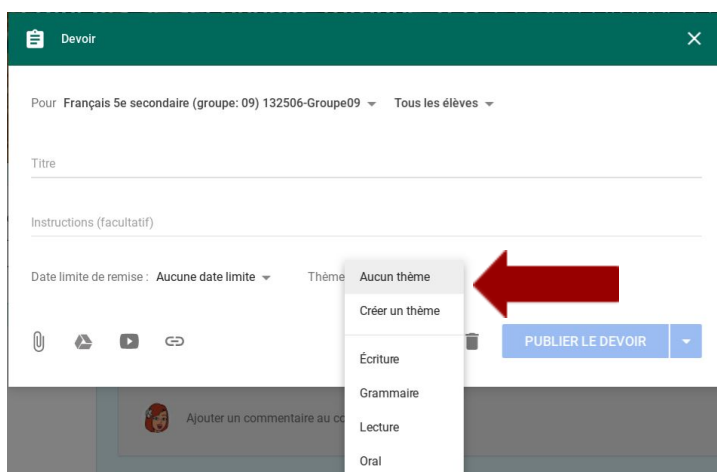 Devoir
Pour Français 5e secondaire (groupe: 09) 132506-Groupe09 Tous les élèves
Titre
Instructions (facultatif)
Date limite de remise : Aucune date limite Thème Aucun thème
Créer un thème
PUBLIER LE DEVOIR
Écriture
Grammaire
Ajouter un commentaire au co
Lecture
Oral